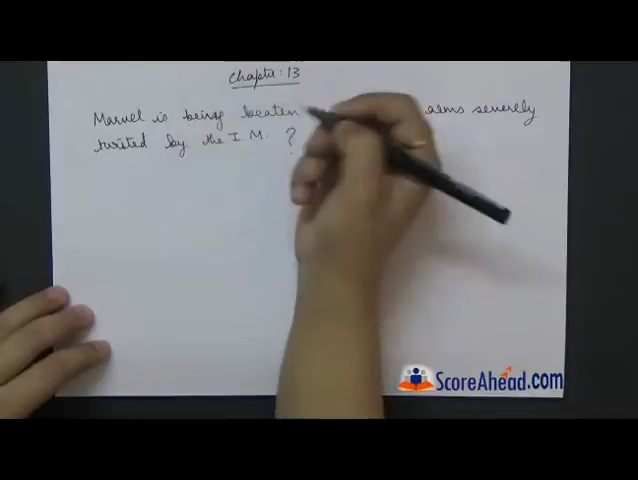 Chapter: 13
Marvel is being beaten arms severely
twisted by the I.M. ?
ScoreAhead.com